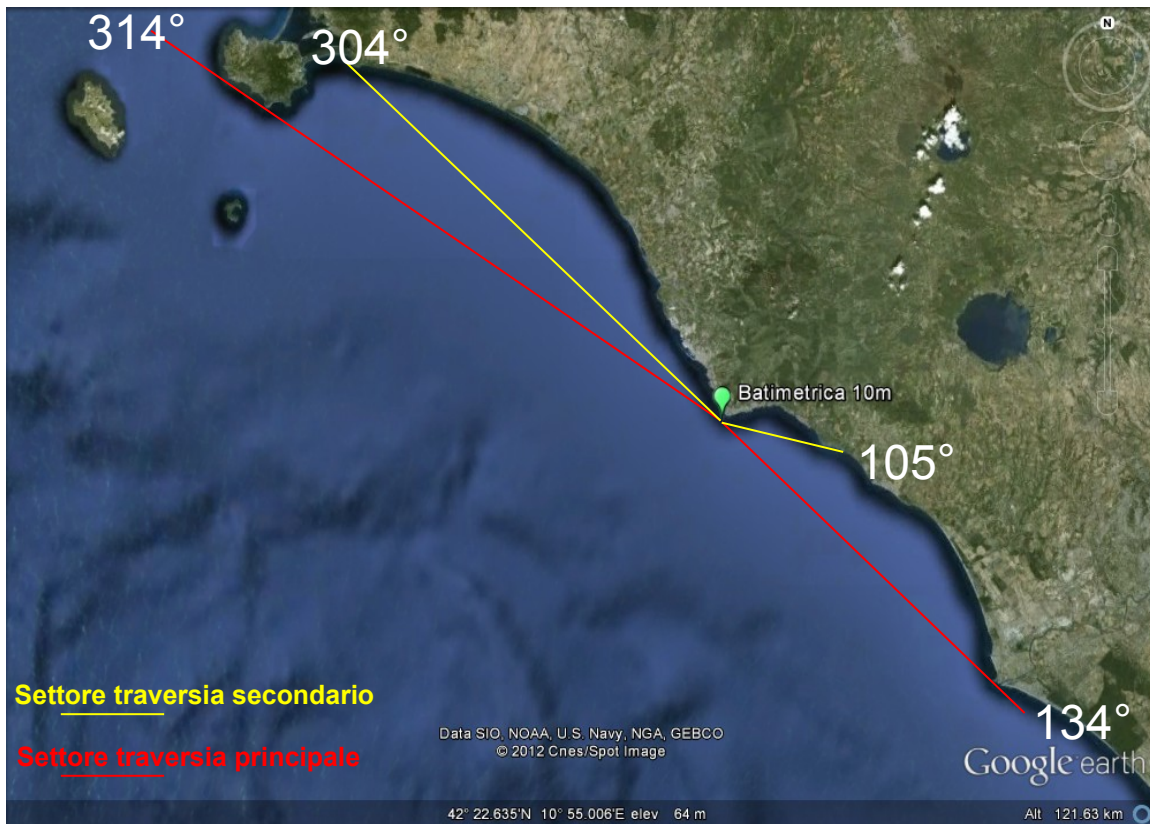 314°
304°
N
Batimetrica 10m
105°
Settore traversia secondario
134°
Settore traversia principale
Data SIO, NOAA, U.S. Navy, NGA, GEBCO
© 2012 Cnes/Spot Image
Google earth
42° 22.635'N 10° 55.006'E elev 64 m
Alt 121.63 km